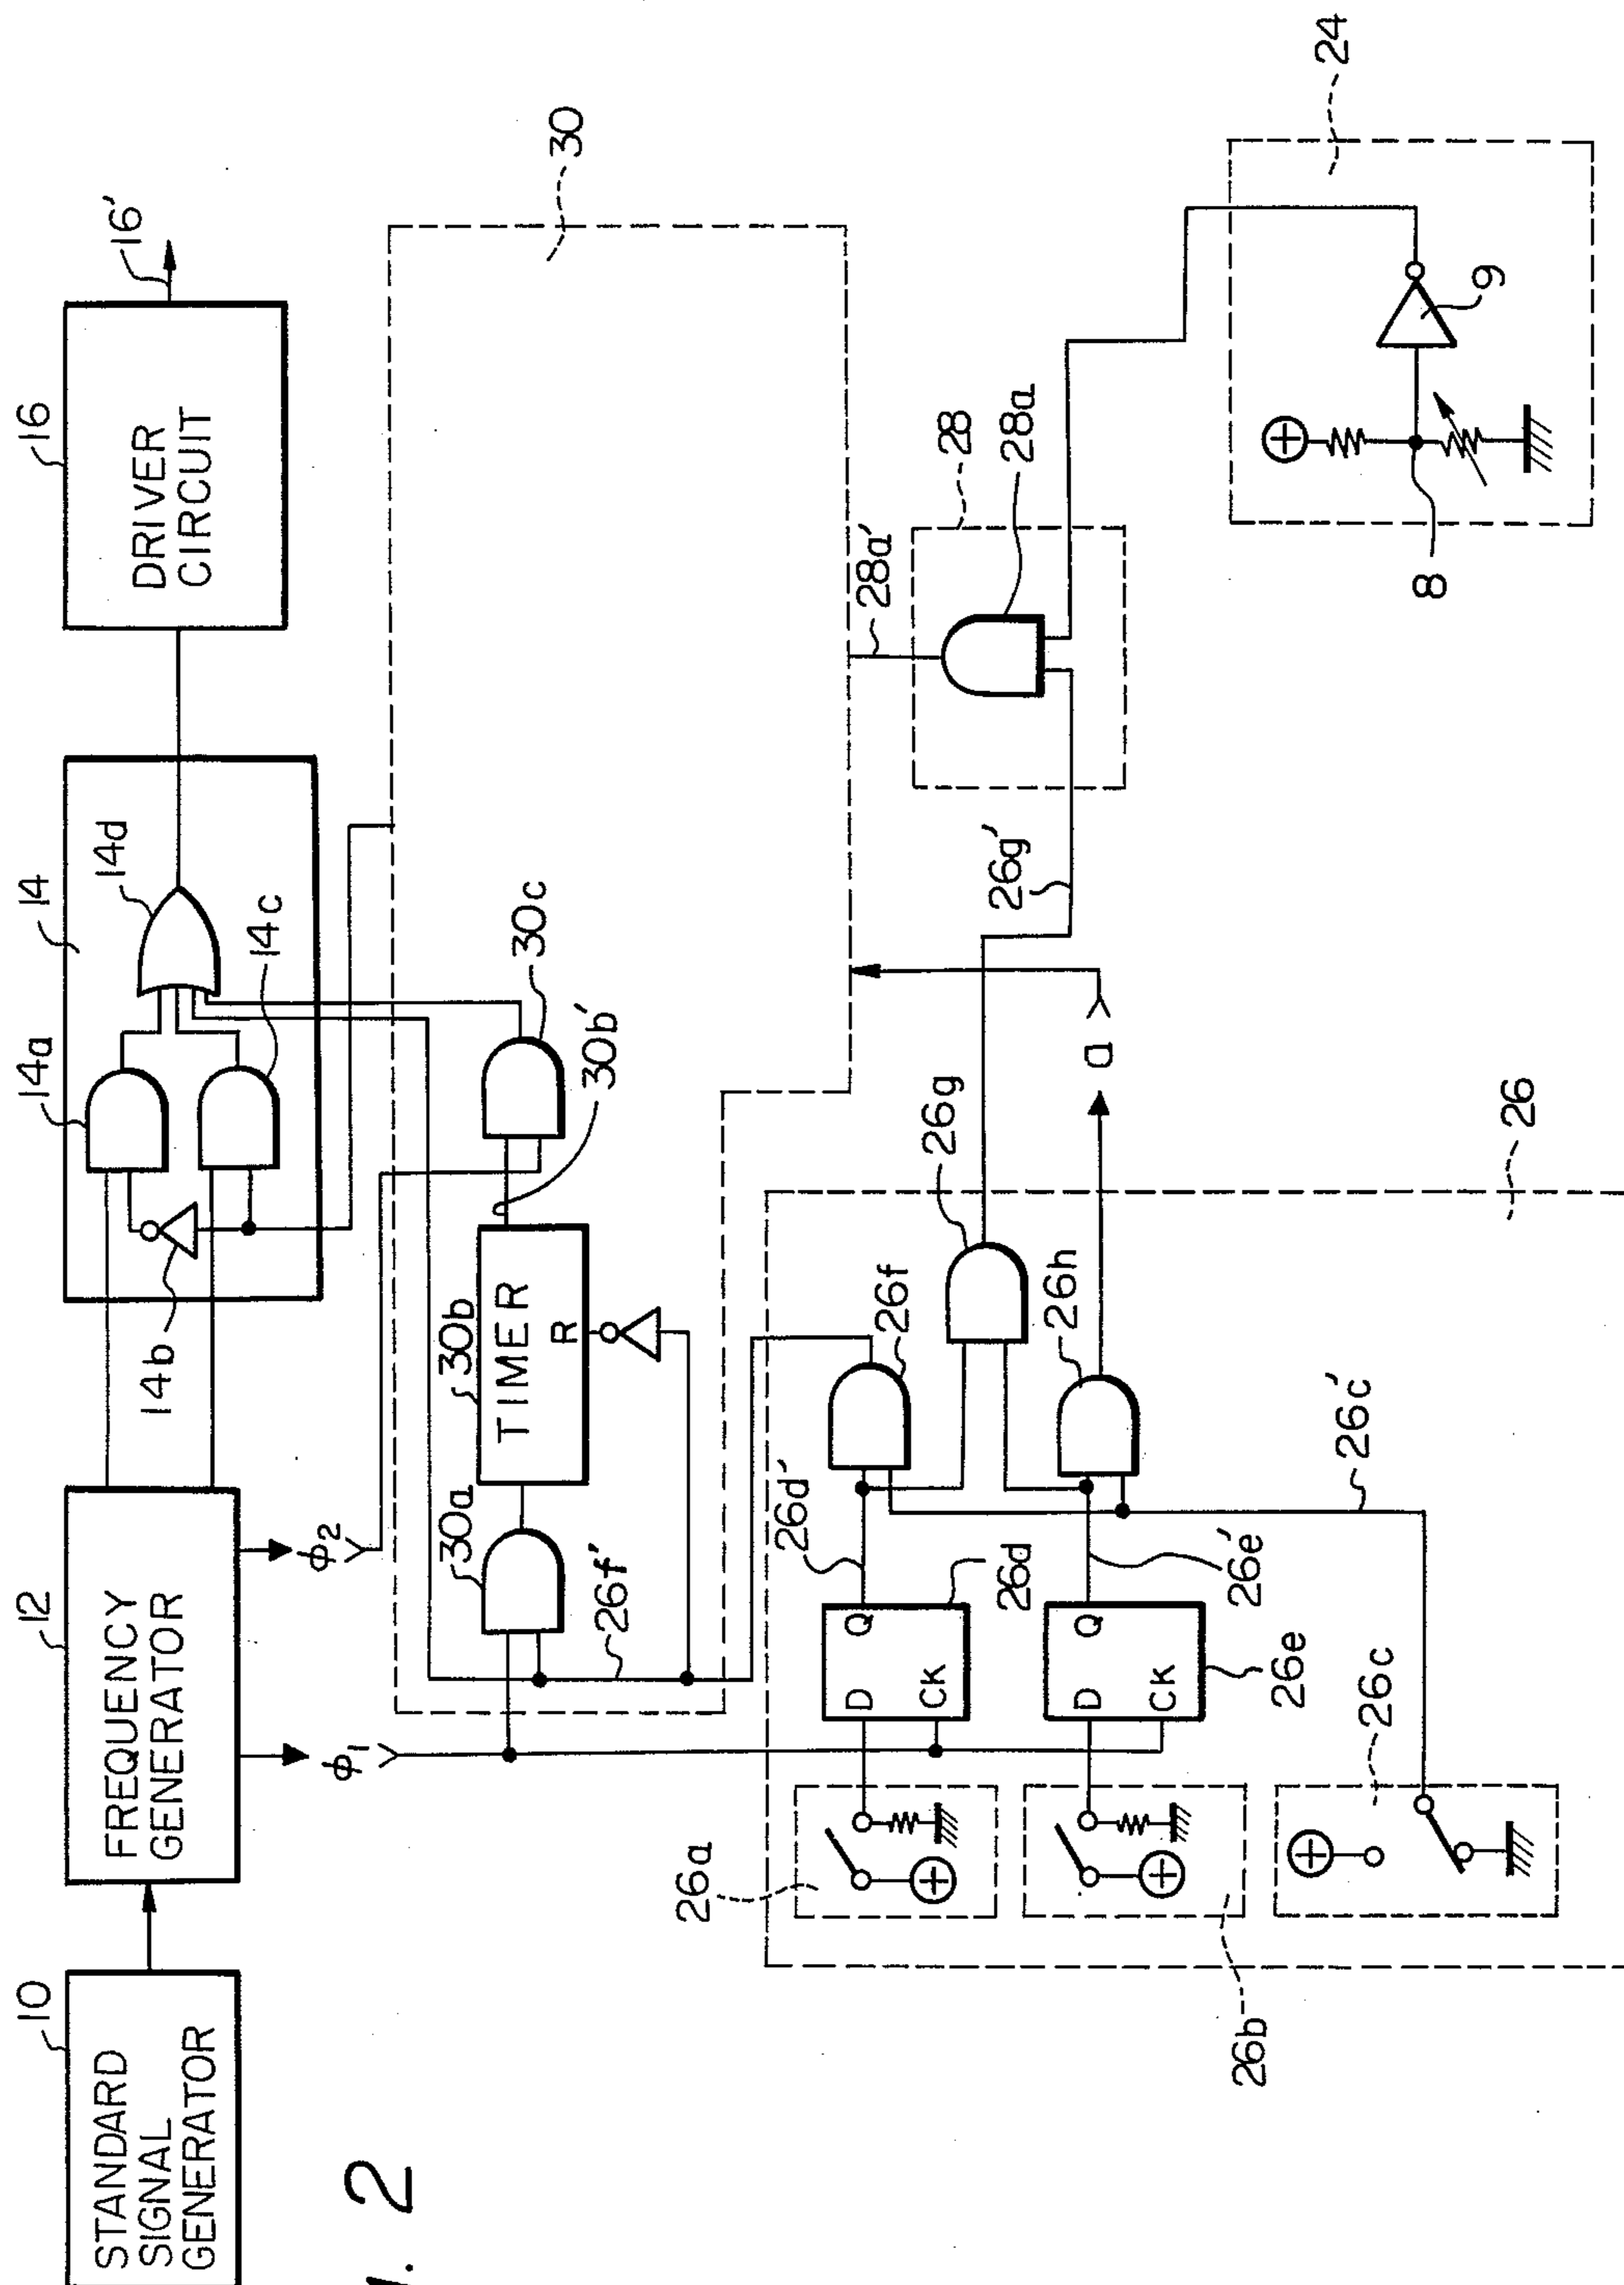 10
STANDARD
SIGNAL
GENERATOR
12
FREQUENCY
GENERATOR
14
14a
14b
14c
14d
16
DRIVER
CIRCUIT
16'
ϕ1
ϕ2
30
30a
30b
TIMER
R
30b'
30c
26f'
26a
26b
26c
D
Q
CK
26d
26d'
D
Q
CK
26e
26e'
26c'
26f
26g
26h
26
a
26g'
28
28a
28a'
24
8
9
2